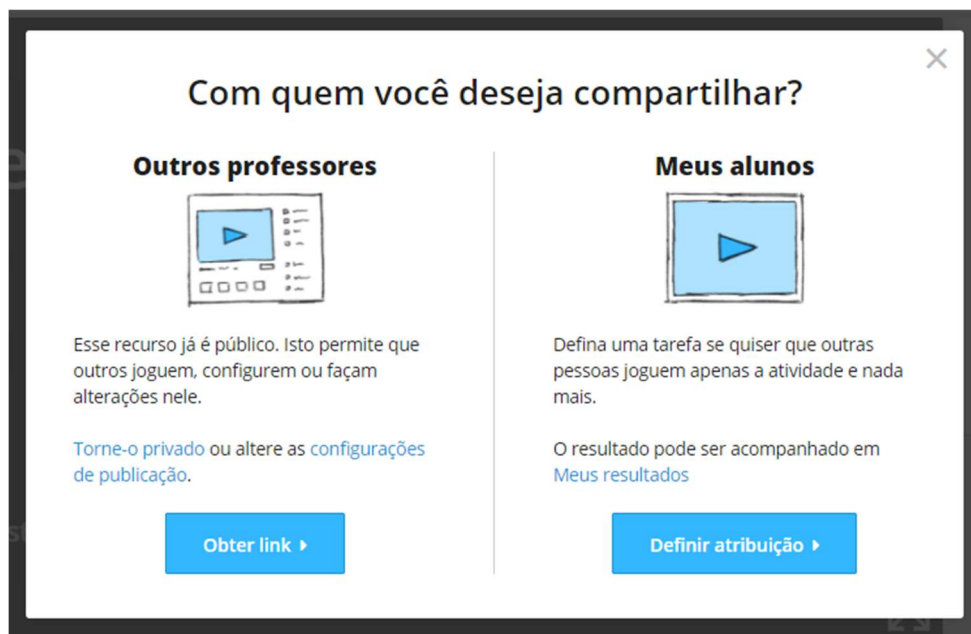 Com quem você deseja compartilhar?
Outros professores
Esse recurso já é público. Isto permite que
outros joguem, configurem ou façam
alterações nele.
Torne-o privado ou altere as configurações
de publicação.
Obter link
Meus alunos
Defina uma tarefa se quiser que outras
pessoas joguem apenas a atividade e nada
mais.
O resultado pode ser acompanhado em
Meus resultados
Definir atribuição